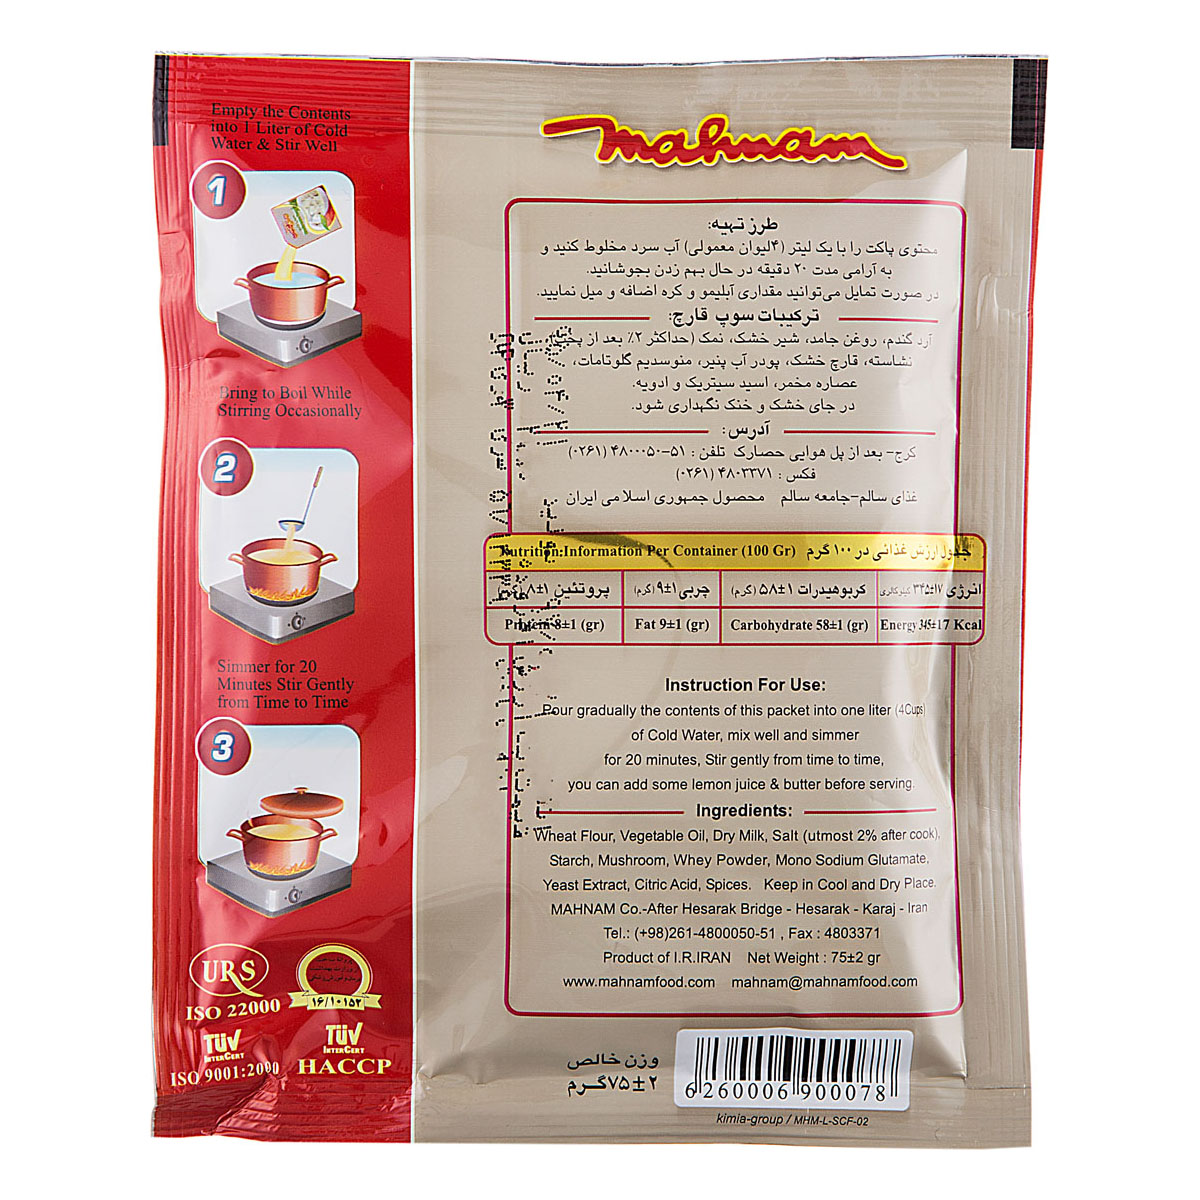 Empty the Contents
into 1 Liter of Cold
Water & Stir Well
1
Bring to Boil While
Stirring Occasionally
2
Simmer for 20
Minutes Stir Gently
from Time to Time
3
URS
ISO 22000
۱۶/۱۰۱۵۲
TÜV
INTERCERT
ISO 9001:2000
TÜV
INTERCERT
HACCP
mahnam
طرز تهیه:
محتوی پاکت را با یک لیتر (۴لیوان معمولی) آب سرد مخلوط کنید و
به آرامی مدت ۲۰ دقیقه در حال بهم زدن بجوشانید.
در صورت تمایل می‌توانید مقداری آبلیمو و کره اضافه و میل نمایید.
ترکیبات سوپ قارچ:
آرد گندم، روغن جامد، شیر خشک، نمک (حداکثر ۲٪ بعد از پخت)
نشاسته، قارچ خشک، پودر آب پنیر، منوسدیم گلوتامات،
عصاره مخمر، اسید سیتریک و ادویه.
در جای خشک و خنک نگهداری شود.
آدرس:
کرج- بعد از پل هوایی حصارک تلفن : ۵۱-۴۸۰۰۰۵۰ (۰۲۶۱)
فکس : ۴۸۰۳۳۷۱ (۰۲۶۱)
غذای سالم-جامعه سالم محصول جمهوری اسلامی ایران
Nutrition:Information Per Container (100 Gr) جدول ارزش غذائی در ۱۰۰ گرم
انرژی ۳۴۵±۱۷ کیلوکالری کربوهیدرات ۵۸±۱ (گرم) چربی ۹±۱ (گرم) پروتئین ۸±۱ (گرم)
Protein 8±1 (gr) Fat 9±1 (gr) Carbohydrate 58±1 (gr) Energy 345±17 Kcal
Instruction For Use:
Pour gradually the contents of this packet into one liter (4Cups)
of Cold Water, mix well and simmer
for 20 minutes, Stir gently from time to time,
you can add some lemon juice & butter before serving.
Ingredients:
Wheat Flour, Vegetable Oil, Dry Milk, Salt (utmost 2% after cook),
Starch, Mushroom, Whey Powder, Mono Sodium Glutamate,
Yeast Extract, Citric Acid, Spices. Keep in Cool and Dry Place.
MAHNAM Co.-After Hesarak Bridge - Hesarak - Karaj - Iran
Tel.: (+98)261-4800050-51 , Fax : 4803371
Product of I.R.IRAN Net Weight : 75±2 gr
www.mahnamfood.com mahnam@mahnamfood.com
وزن خالص
۷۵±۲ گرم
6260006900078
kimia-group / MHM-L-SCF-02